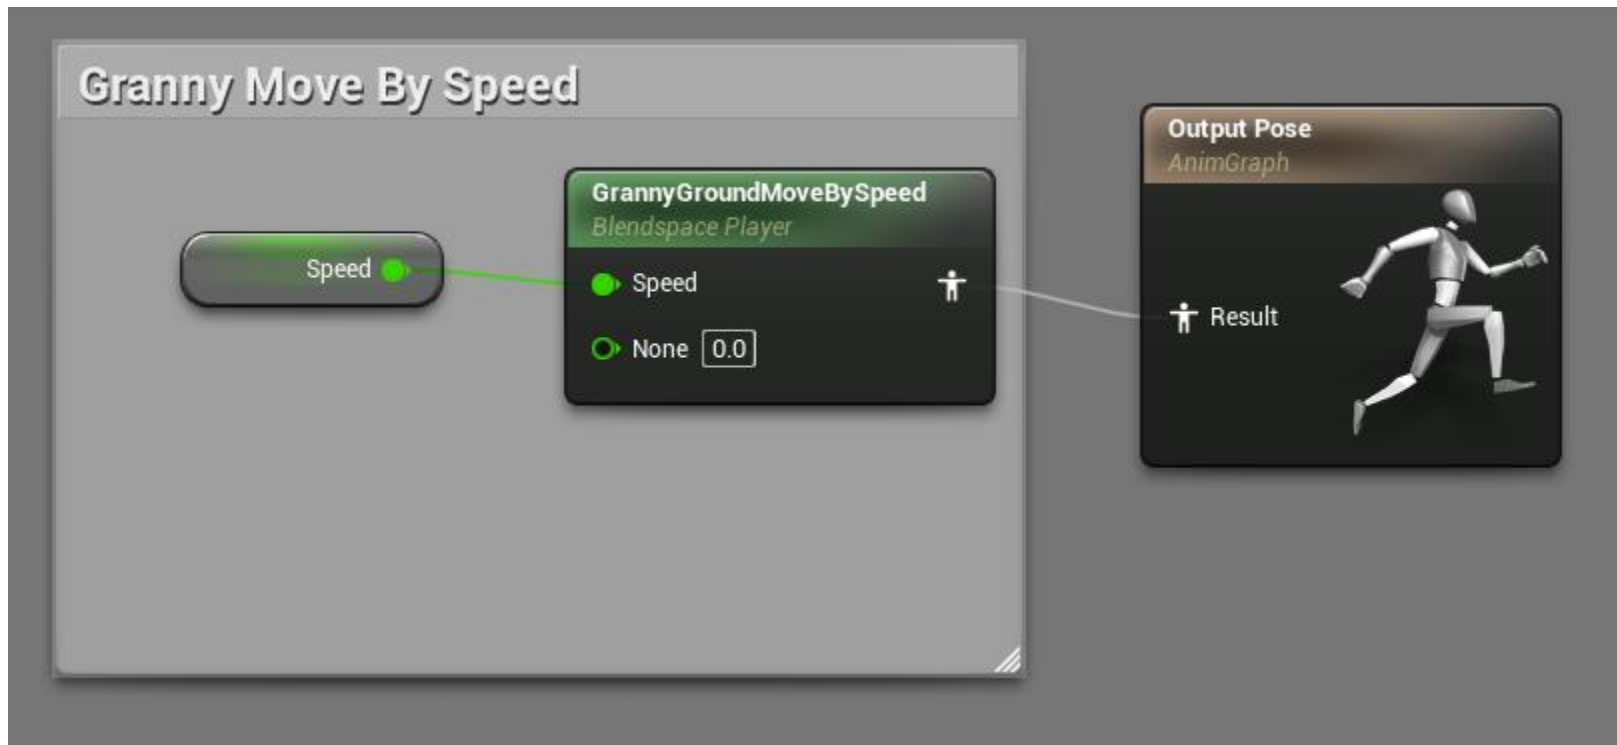 Granny Move By Speed
Speed
GrannyGroundMoveBySpeed
Blendspace Player
Speed
None 0.0
Output Pose
AnimGraph
Result